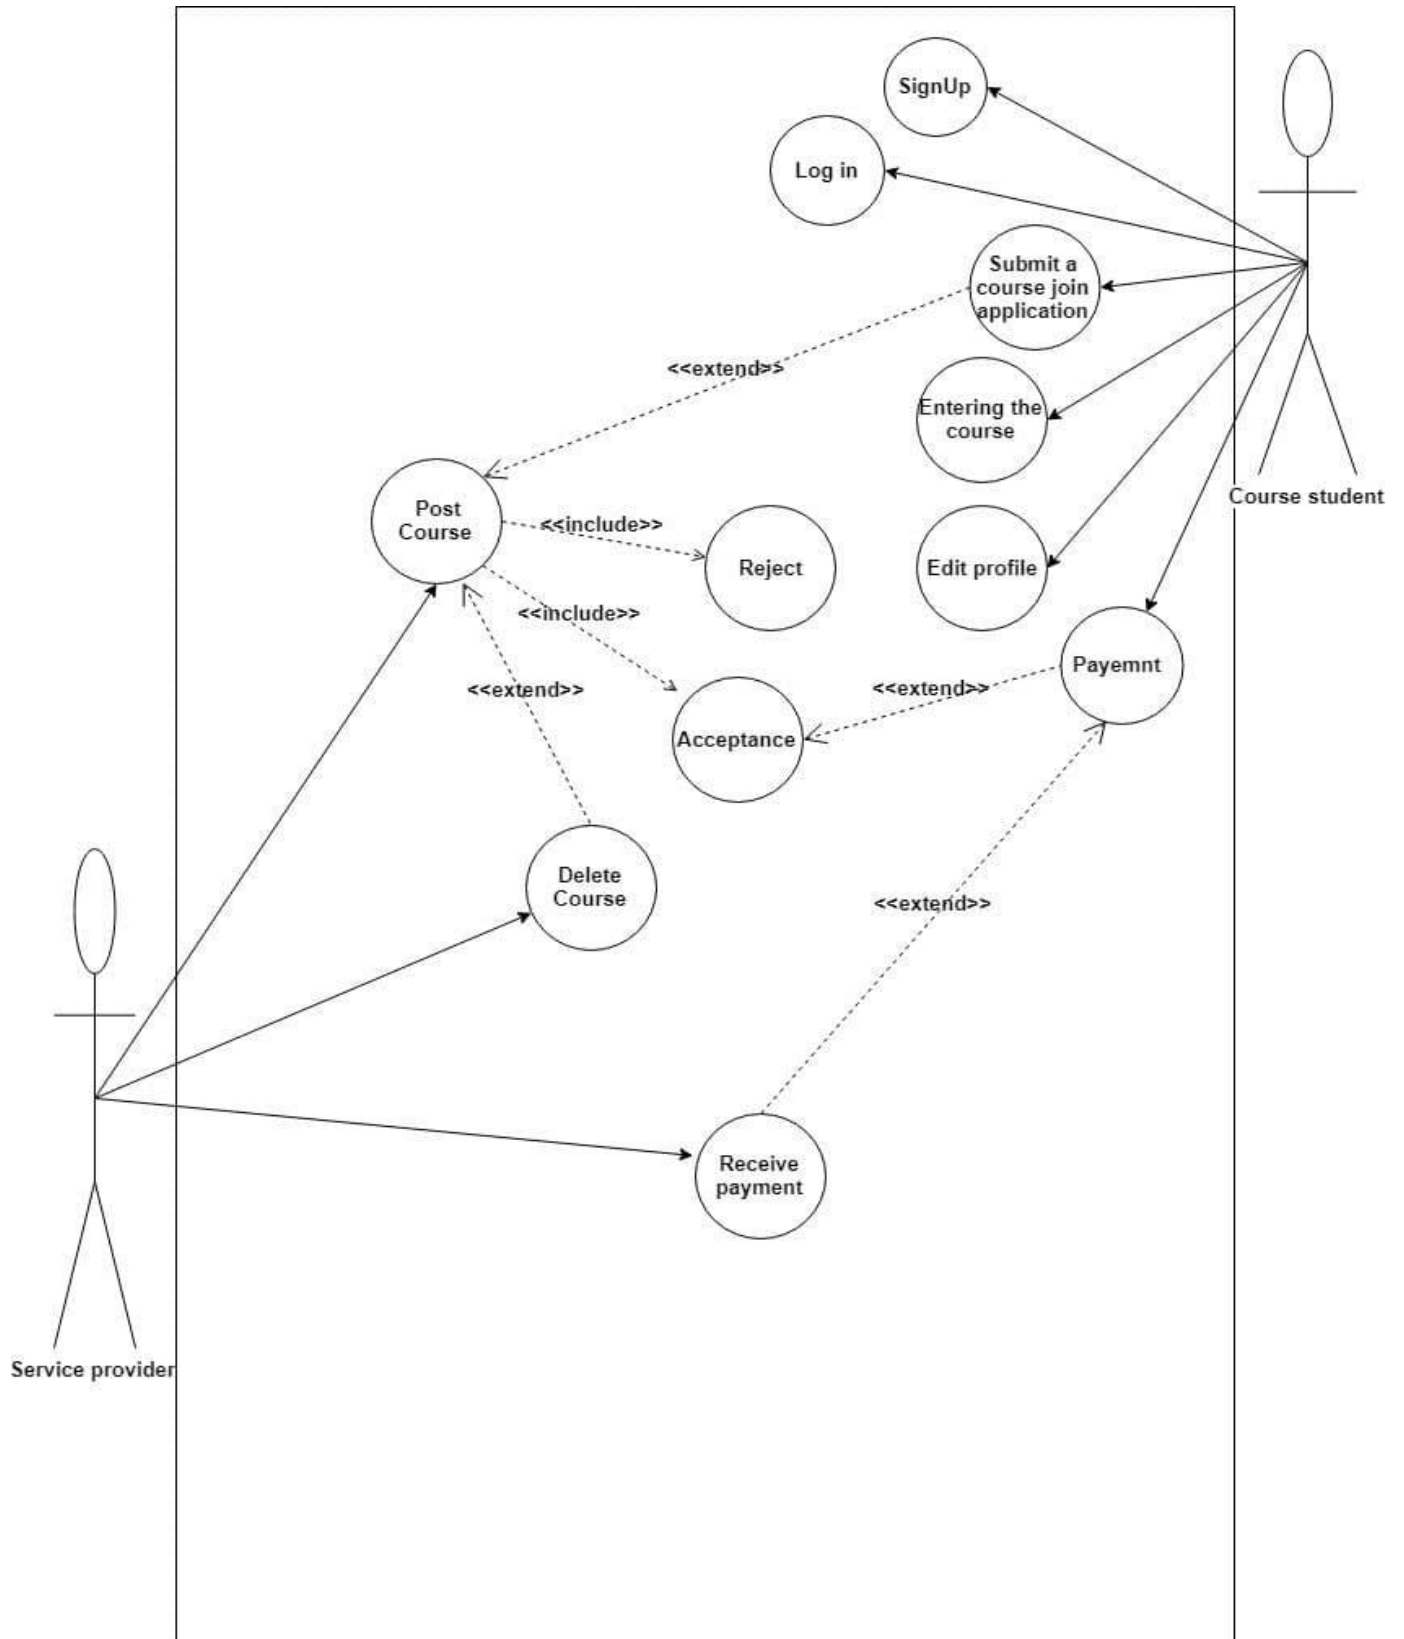 SignUp
Log in
Submit a
course join
application
<<extend>>
Entering the
course
Course student
Post
Course
<<include>>
Reject
Edit profile
<<include>>
Payemnt
<<extend>>
<<extend>>
Acceptance
Delete
Course
<<extend>>
Receive
payment
Service provider